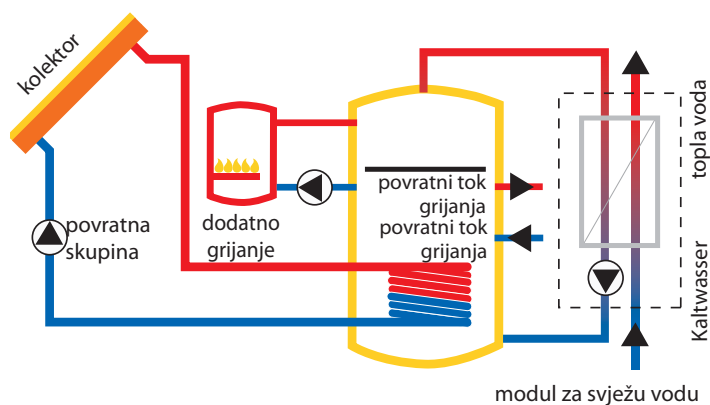 kolektor
povratna
skupina
dodatno
grijanje
povratni tok
grijanja
povratni tok
grijanja
topla voda
Kaltwasser
modul za svježu vodu